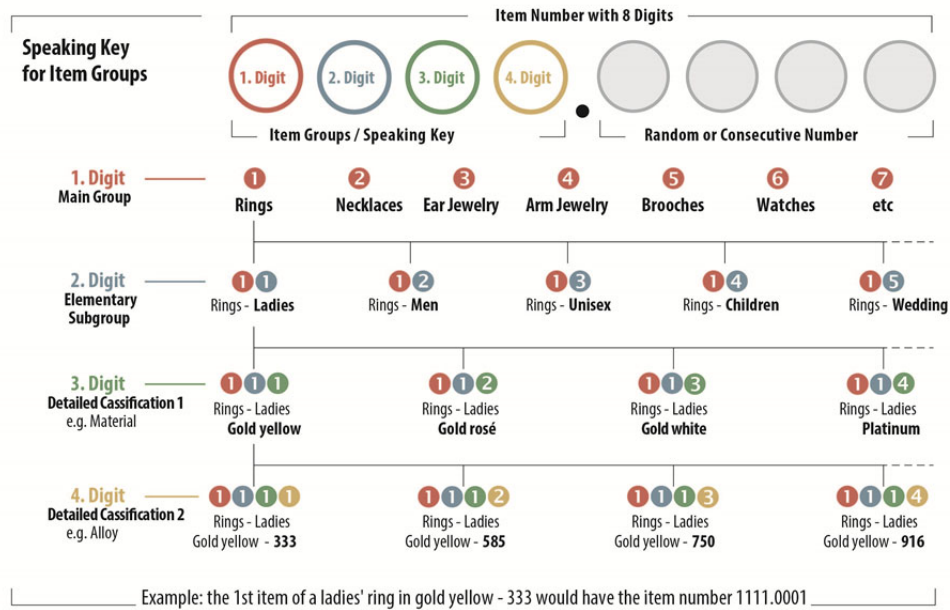 Item Number with 8 Digits
Speaking Key
for Item Groups
1. Digit 2. Digit 3. Digit 4. Digit
Item Groups / Speaking Key Random or Consecutive Number
1. Digit 1 2 3 4 5 6 7
Main Group
Rings Necklaces Ear Jewelry Arm Jewelry Brooches Watches etc
2. Digit 1 1 1 2 1 3 1 4 1 5
Elementary
Subgroup
Rings - Ladies Rings - Men Rings - Unisex Rings - Children Rings - Wedding
3. Digit 1 1 1 1 1 2 1 1 3 1 1 4
Detailed Cassification 1
e.g. Material
Rings - Ladies Rings - Ladies Rings - Ladies Rings - Ladies
Gold yellow Gold rosé Gold white Platinum
4. Digit 1 1 1 1 1 1 1 2 1 1 1 3 1 1 1 4
Detailed Cassification 2
e.g. Alloy
Rings - Ladies Rings - Ladies Rings - Ladies Rings - Ladies
Gold yellow - 333 Gold yellow - 585 Gold yellow - 750 Gold yellow - 916
Example: the 1st item of a ladies' ring in gold yellow - 333 would have the item number 1111.0001